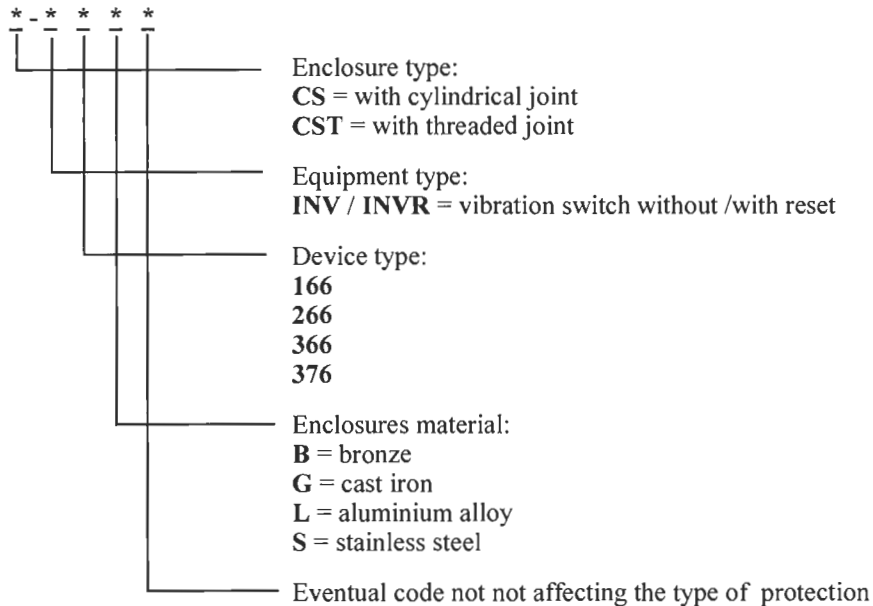 * - * * * *
Enclosure type:
CS = with cylindrical joint
CST = with threaded joint
Equipment type:
INV / INVR = vibration switch without /with reset
Device type:
166
266
366
376
Enclosures material:
B = bronze
G = cast iron
L = aluminium alloy
S = stainless steel
Eventual code not not affecting the type of protection